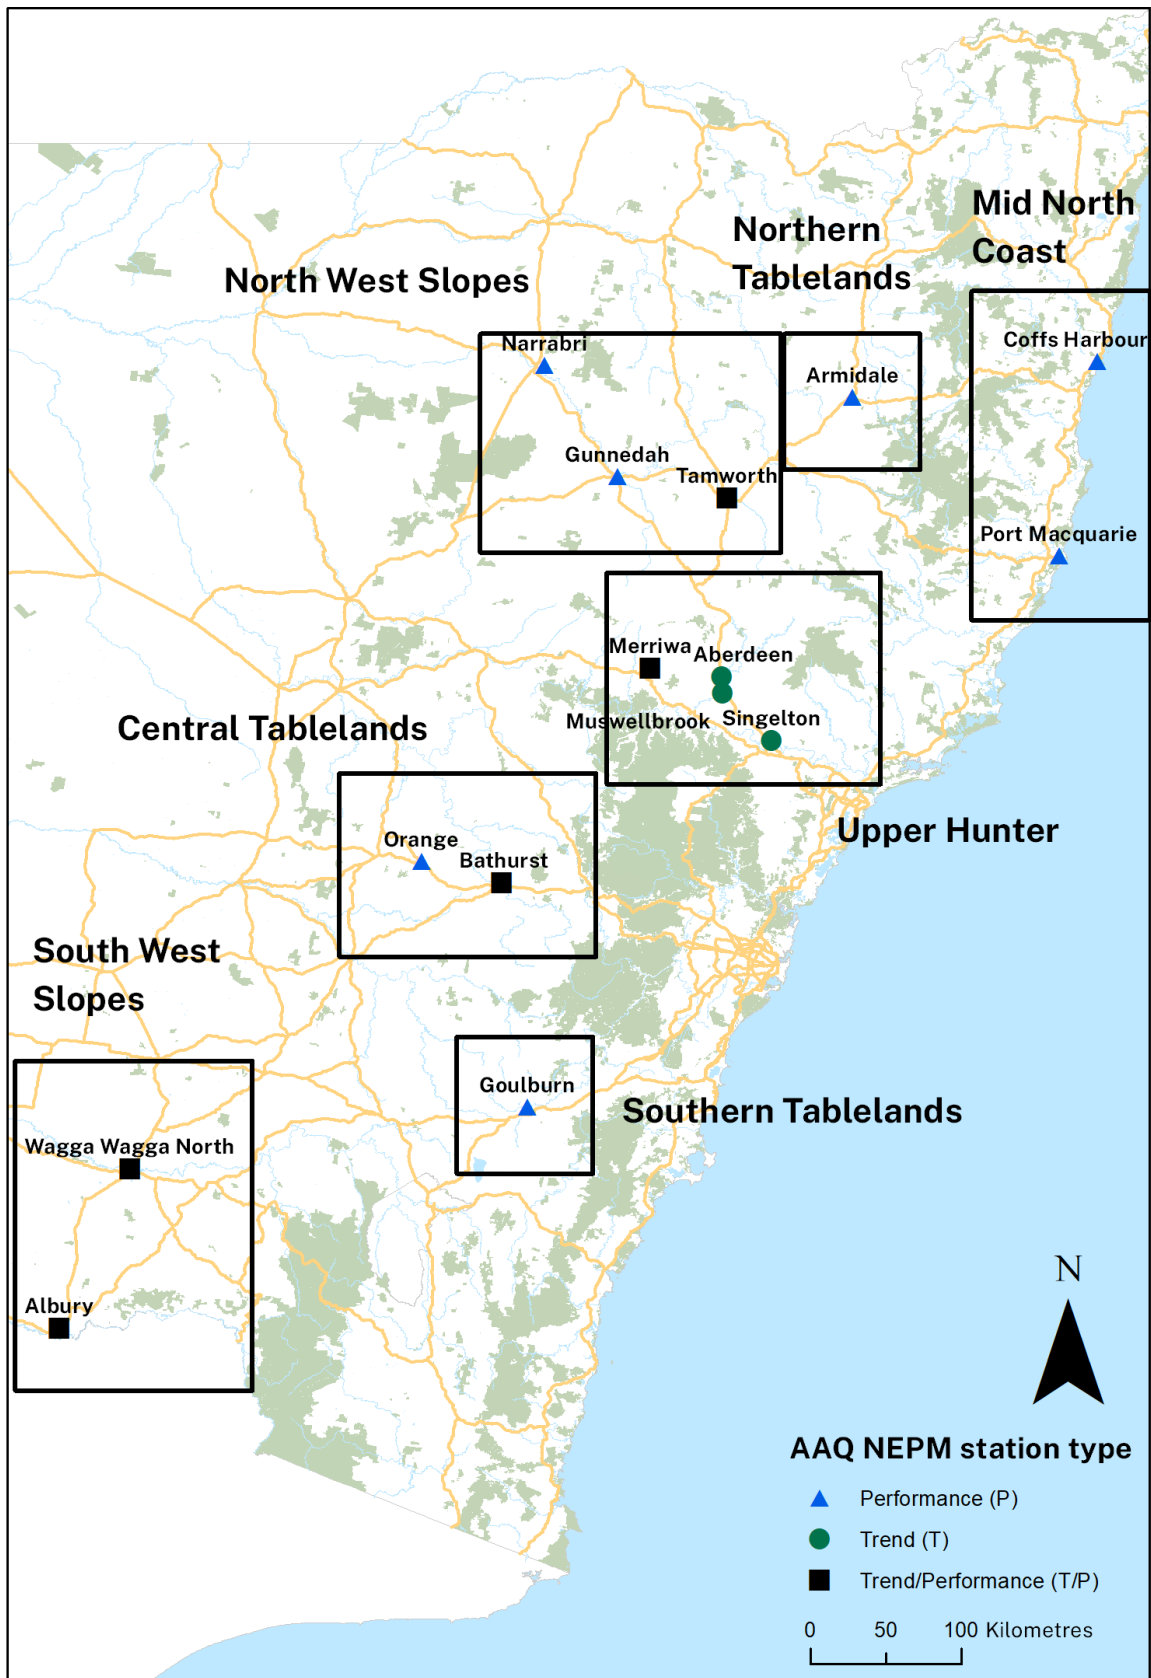 Mid North
Coast
Northern
Tablelands
North West Slopes
Narrabri
Coffs Harbour
Armidale
Gunnedah
Tamworth
Port Macquarie
Merriwa
Aberdeen
Muswellbrook
Singelton
Central Tablelands
Upper Hunter
Orange
Bathurst
South West
Slopes
Goulburn
Southern Tablelands
Wagga Wagga North
Albury
N
AAQ NEPM station type
Performance (P)
Trend (T)
Trend/Performance (T/P)
0 50 100 Kilometres